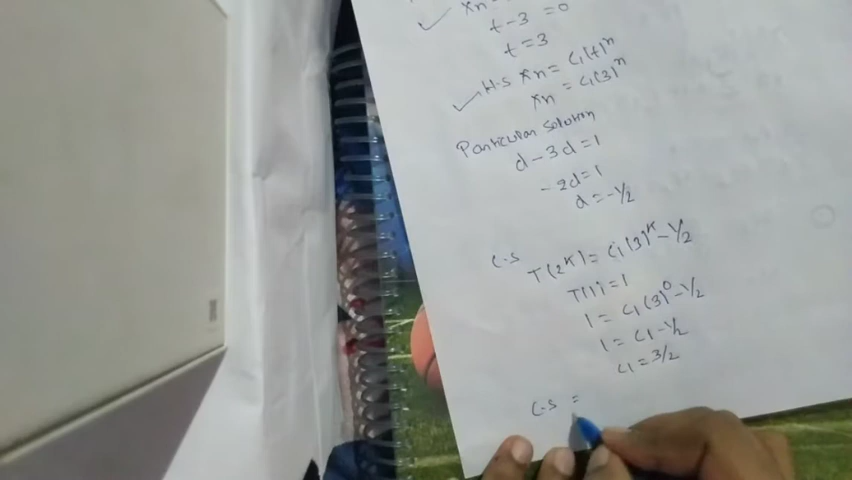 t-3 =0
t=3
H.S xn = C1(t)^n
xn = C1(3)^n
Particular Solution
d-3d=1
-2d=1
d=-1/2
C-S T(2^K) = C1(3)^K - 1/2
T(1)=1
1 = C1(3)^0 - 1/2
1 = C1 - 1/2
C1 = 3/2
C-S =